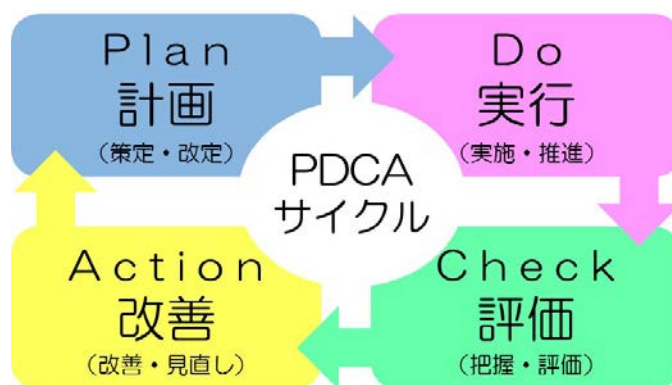 Plan
計画
(策定・改定)
Do
実行
(実施・推進)
PDCA
サイクル
Action
改善
(改善・見直し)
Check
評価
(把握・評価)